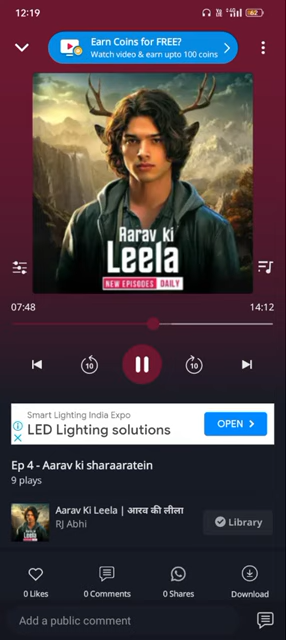 12:19
62
Earn Coins for FREE?
Watch video & earn upto 100 coins
Aarav ki
Leela
NEW EPISODES DAILY
07:48
14:12
10
10
Smart Lighting India Expo
LED Lighting solutions
OPEN
Ep 4 - Aarav ki sharaaratein
9 plays
Aarav Ki Leela | आरव की लीला
RJ Abhi
Library
0 Likes
0 Comments
0 Shares
Download
Add a public comment